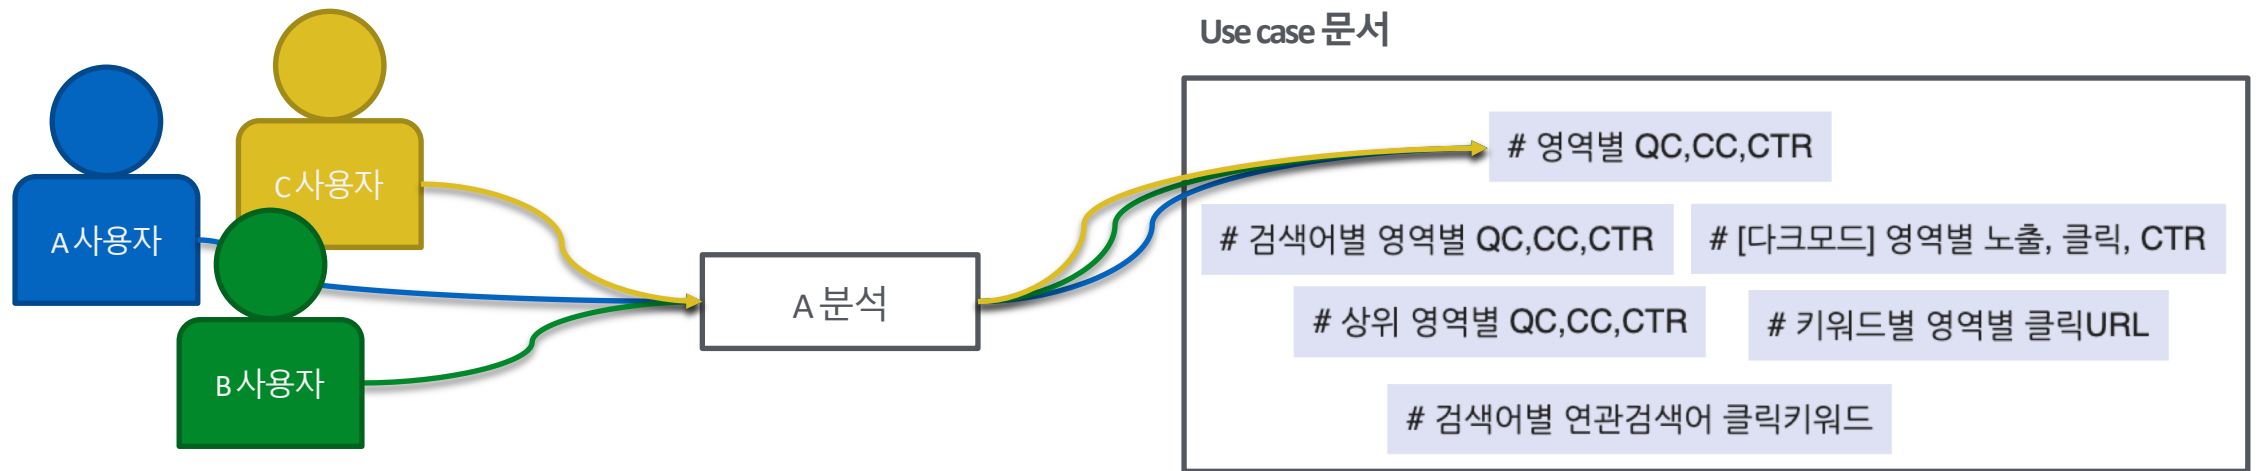 Use case 문서
C 사용자
A 사용자
B 사용자
A 분석
# 영역별 QC,CC,CTR
# 검색어별 영역별 QC,CC,CTR
# [다크모드] 영역별 노출, 클릭, CTR
# 상위 영역별 QC,CC,CTR
# 키워드별 영역별 클릭URL
# 검색어별 연관검색어 클릭키워드